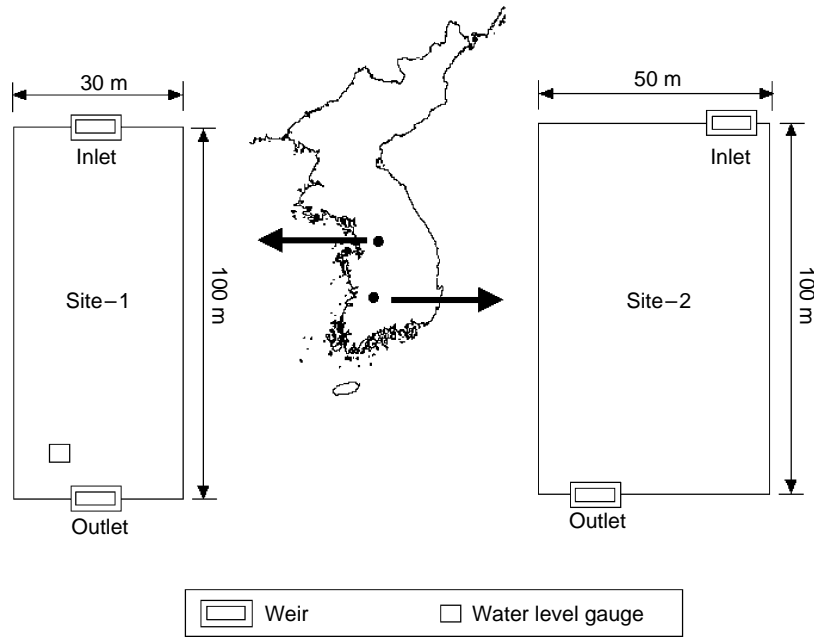 30 m
50 m
Inlet
Inlet
Site−1
100 m
Site−2
100 m
Outlet
Outlet
Weir
Water level gauge